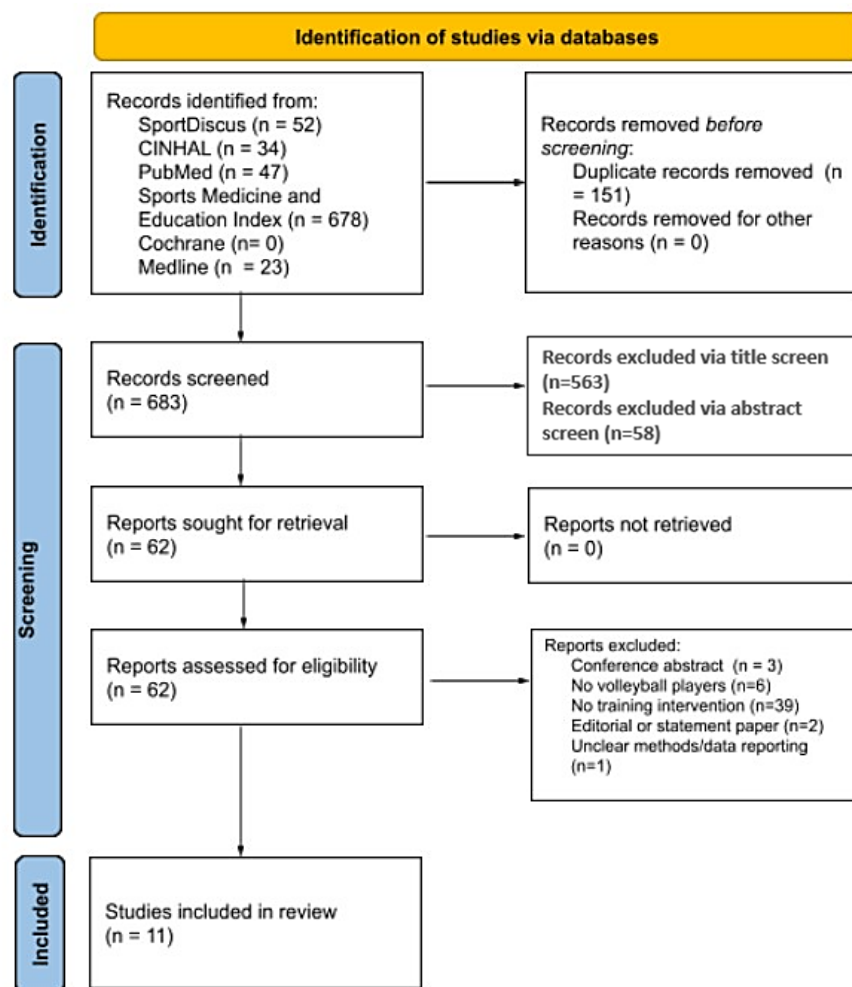 Identification of studies via databases
Identification
Records identified from:
SportDiscus (n = 52)
CINHAL (n = 34)
PubMed (n = 47)
Sports Medicine and
Education Index (n = 678)
Cochrane (n= 0)
Medline (n = 23)
Records removed before
screening:
Duplicate records removed (n
= 151)
Records removed for other
reasons (n = 0)
Screening
Records screened
(n = 683)
Records excluded via title screen
(n=563)
Records excluded via abstract
screen (n=58)
Reports sought for retrieval
(n = 62)
Reports not retrieved
(n = 0)
Reports assessed for eligibility
(n = 62)
Reports excluded:
Conference abstract (n = 3)
No volleyball players (n=6)
No training intervention (n=39)
Editorial or statement paper (n=2)
Unclear methods/data reporting
(n=1)
Included
Studies included in review
(n = 11)